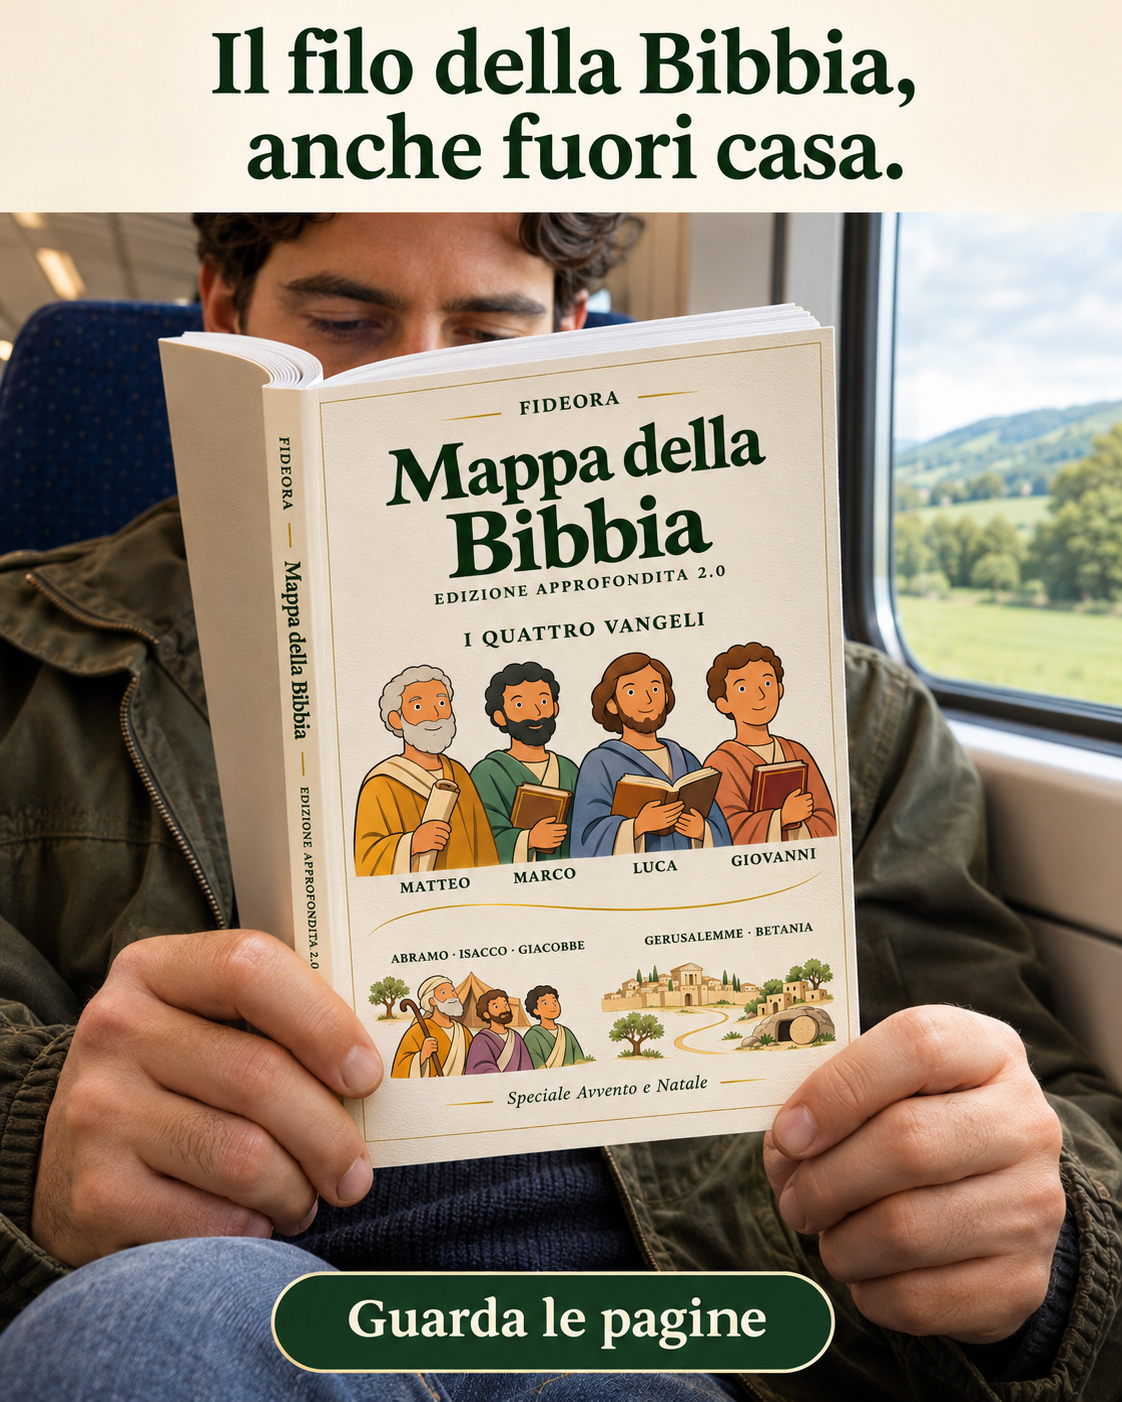 Il filo della Bibbia,
anche fuori casa.
FIDEORA
Mappa della
Bibbia
EDIZIONE APPROFONDITA 2.0
I QUATTRO VANGELI
MATTEO
MARCO
LUCA
GIOVANNI
ABRAMO · ISACCO · GIACOBBE
GERUSALEMME · BETANIA
Speciale Avvento e Natale
FIDEORA — Mappa della Bibbia — EDIZIONE APPROFONDITA 2.0
Guarda le pagine